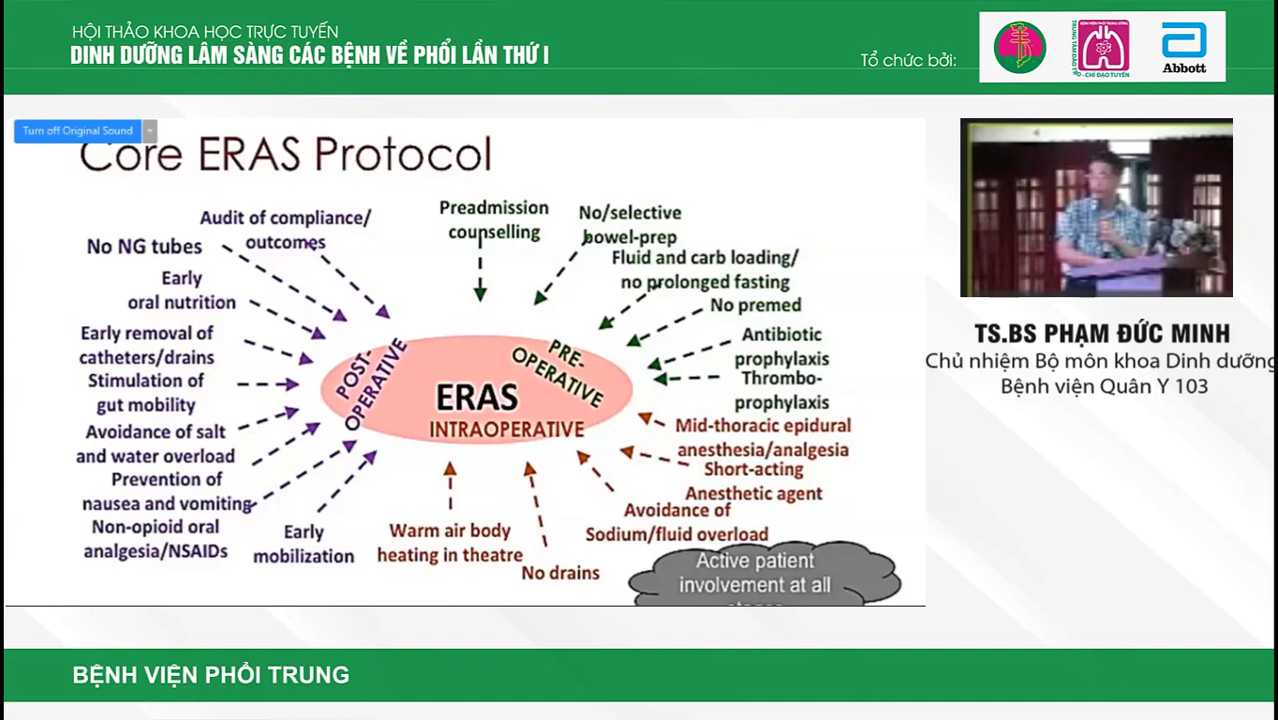 HỘI THẢO KHOA HỌC TRỰC TUYẾN
DINH DƯỠNG LÂM SÀNG CÁC BỆNH VỀ PHỔI LẦN THỨ I
Tổ chức bởi:
BỆNH VIỆN PHỔI TRUNG ƯƠNG
Abbott
Turn off Original Sound
Core ERAS Protocol
Audit of compliance/
outcomes
Preadmission
counselling
No/selective
bowel-prep
No NG tubes
Fluid and carb loading/
no prolonged fasting
Early
oral nutrition
No premed
Early removal of
catheters/drains
Antibiotic
prophylaxis
Stimulation of
gut mobility
Thrombo-
prophylaxis
POST-
OPERATIVE
PRE-
OPERATIVE
ERAS
INTRAOPERATIVE
Avoidance of salt
and water overload
Mid-thoracic epidural
anesthesia/analgesia
Prevention of
nausea and vomiting
Short-acting
Anesthetic agent
Non-opioid oral
analgesia/NSAIDs
Early
mobilization
Warm air body
heating in theatre
No drains
Avoidance of
Sodium/fluid overload
Active patient
involvement at all
TS.BS PHẠM ĐỨC MINH
Chủ nhiệm Bộ môn khoa Dinh dưỡng
Bệnh viện Quân Y 103
BỆNH VIỆN PHỔI TRUNG